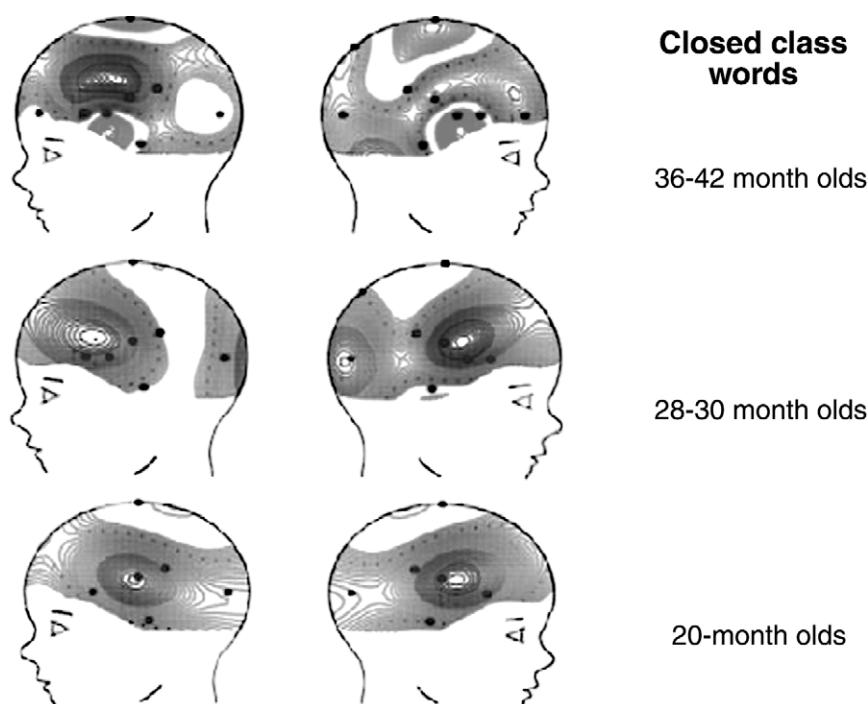 Closed class
words
36-42 month olds
28-30 month olds
20-month olds